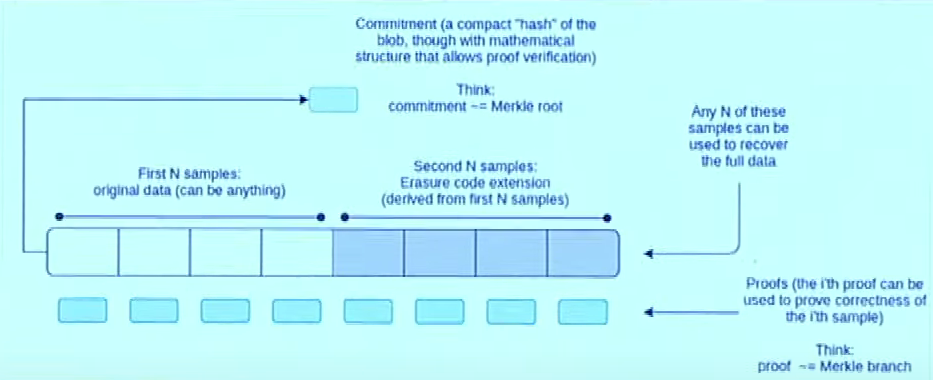 Commitment (a compact "hash" of the
blob, though with mathematical
structure that allows proof verification)
Think:
commitment ~= Merkle root
Any N of these
samples can be
used to recover
the full data
First N samples:
original data (can be anything)
Second N samples:
Erasure code extension
(derived from first N samples)
Proofs (the i'th proof can be
used to prove correctness of
the i'th sample)
Think:
proof ~= Merkle branch